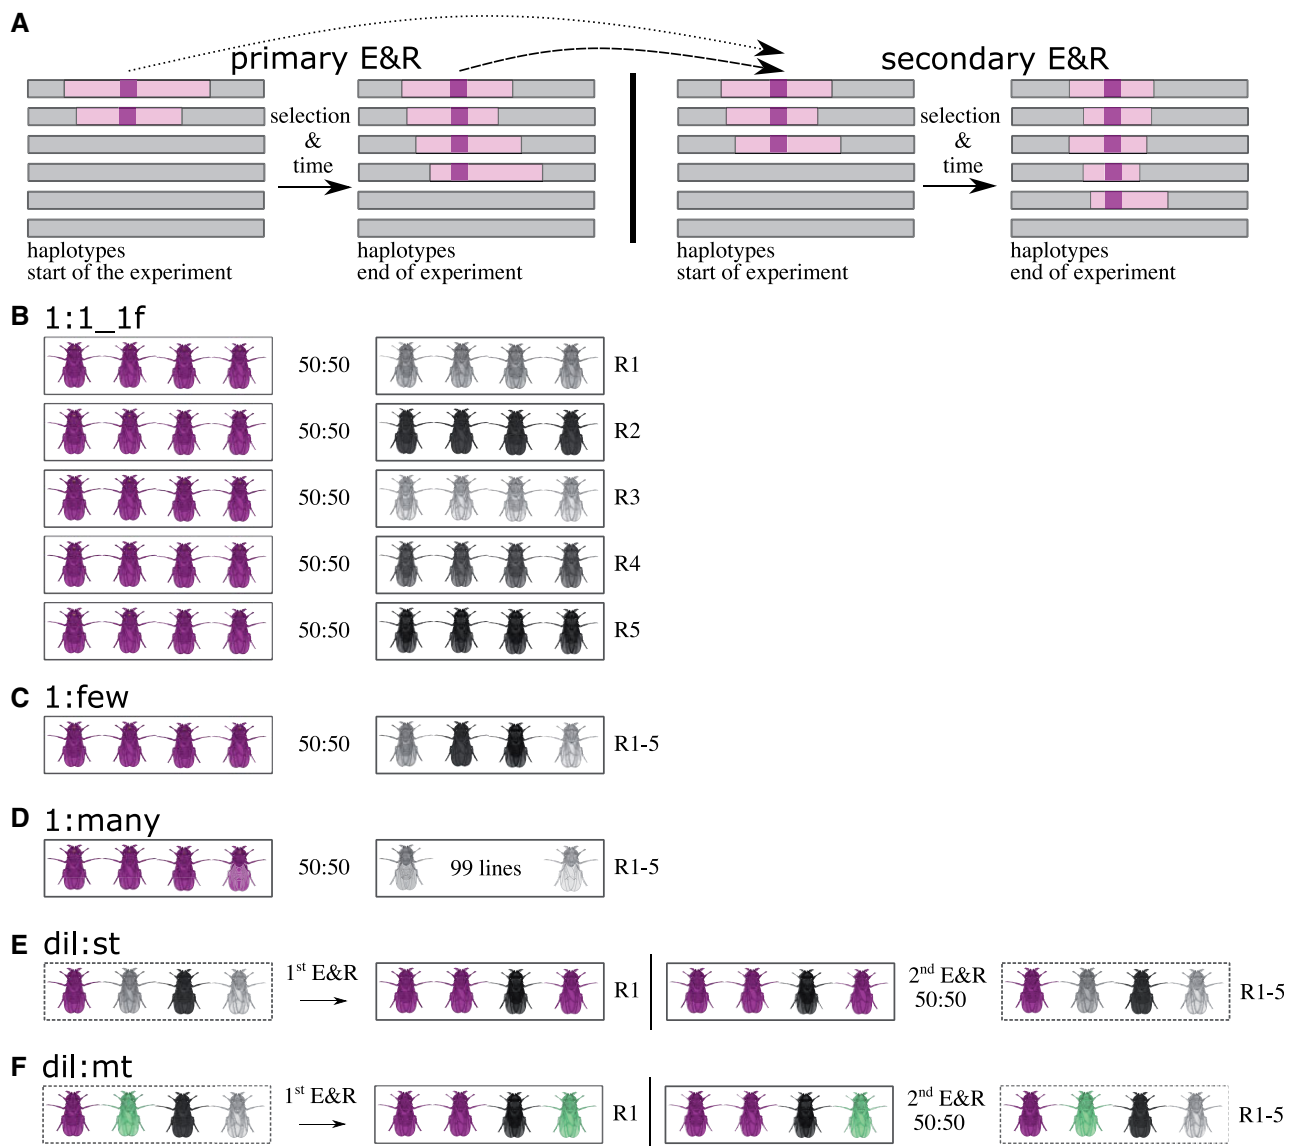 A
primary E&R
secondary E&R
selection
&
time
selection
&
time
haplotypes
start of the experiment
haplotypes
end of experiment
haplotypes
start of experiment
haplotypes
end of experiment
B 1:1_1f
50:50 R1
50:50 R2
50:50 R3
50:50 R4
50:50 R5
C 1:few
50:50 R1-5
D 1:many
50:50 99 lines R1-5
E dil:st
1st E&R
R1
2nd E&R
50:50
R1-5
F dil:mt
1st E&R
R1
2nd E&R
50:50
R1-5